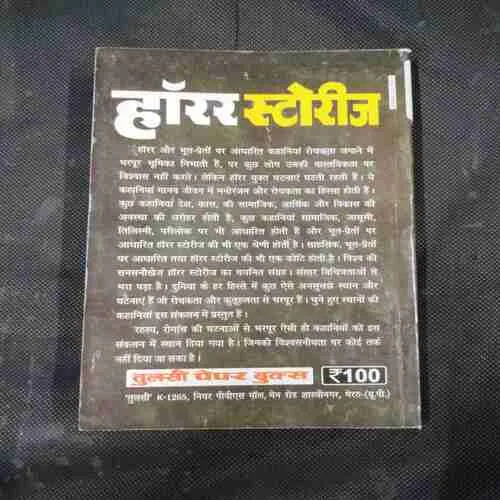 हॉरर स्टोरीज
हॉरर और भूत-प्रेतों पर आधारित कहानियां रोचकता जगाने में
भरपूर भूमिका निभाती हैं, पर कुछ लोग उनकी वास्तविकता पर
विश्वास नहीं करते। लेकिन हॉरर युक्त घटनाएं घटती रहती हैं। ये
कहानियां मानव जीवन में मनोरंजन और रोचकता का हिस्सा होती हैं।
कुछ कहानियां देश, काल, की सामाजिक, आर्थिक और विकास की
अवस्था की धरोहर होती हैं, कुछ कहानियां सामाजिक, जासूसी,
तिलिस्मी, परीलोक पर भी आधारित होती हैं और भूत-प्रेतों पर
आधारित हॉरर स्टोरीज की भी एक श्रेणी होती है। साहसिक, भूत-प्रेतों
पर आधारित तथा हॉरर स्टोरीज की भी एक कोटि होती है। विश्व की
सनसनीखेज हॉरर स्टोरीज का चयनित संग्रह। संसार विचित्रताओं से
भरा पड़ा है। दुनिया के हर हिस्से में कुछ ऐसे अनसुलझे स्थान और
घटनाएं हैं जो रोचकता और कुतूहलता से भरपूर हैं। चुने हुए स्थानों की
कहानियां इस संकलन में प्रस्तुत हैं।
रहस्य, रोमांच की घटनाओं से भरपूर ऐसी ही कहानियों को इस
संकलन में स्थान दिया गया है। जिनकी विश्वसनीयता पर कोई तर्क
नहीं दिया जा सका है।
तुलसी पेपर बुक्स ₹100
'तुलसी' K-1265, निगर पीवीएस मॉल, मेन रोड शास्त्रीनगर, मेरठ-(यू.पी.)